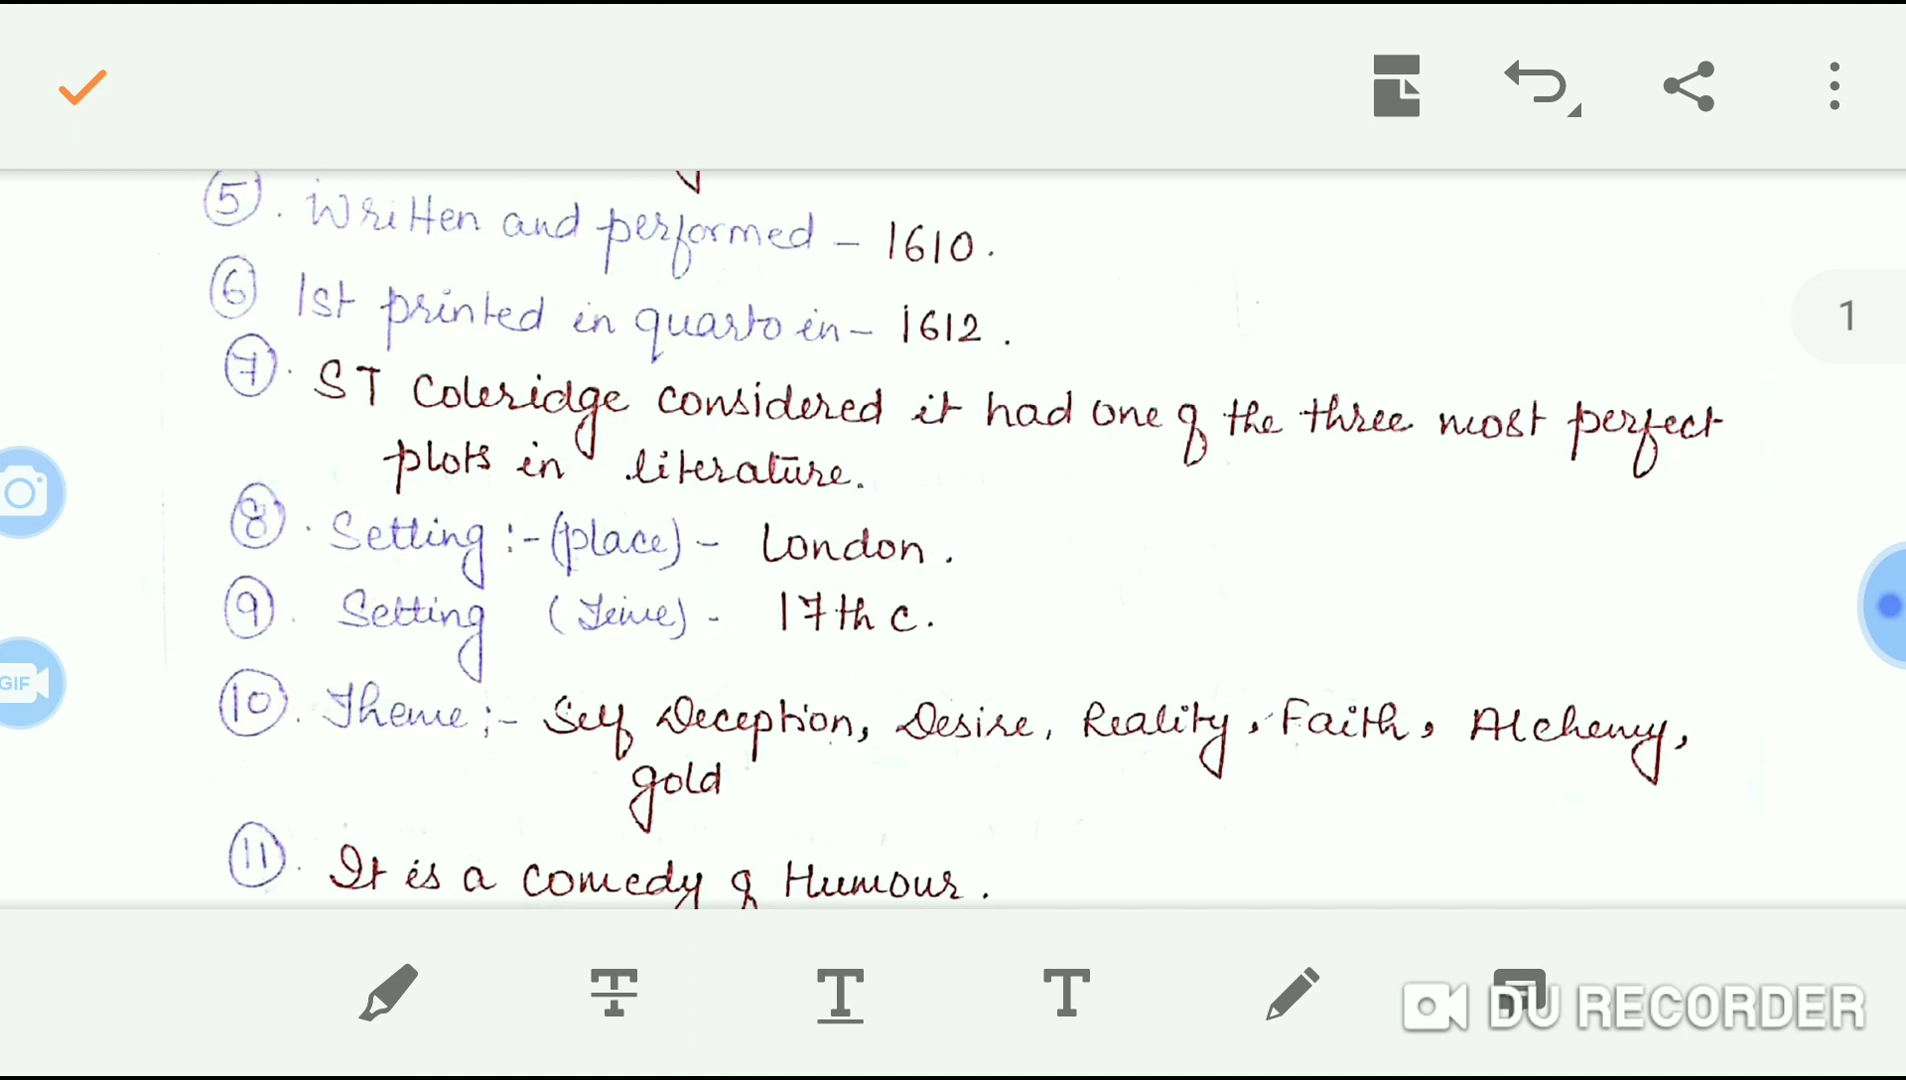 5. Written and performed – 1610.
6 1st printed in quarto in – 1612.
1
7. ST Coleridge considered it had one of the three most perfect
plots in literature.
8. Setting :- (place) – London.
9. Setting (Time) - 17th c.
10. Theme :- Self Deception, Desire, Reality, Faith, Alchemy,
gold
GIF
11. It is a comedy of Humour.
DU RECORDER